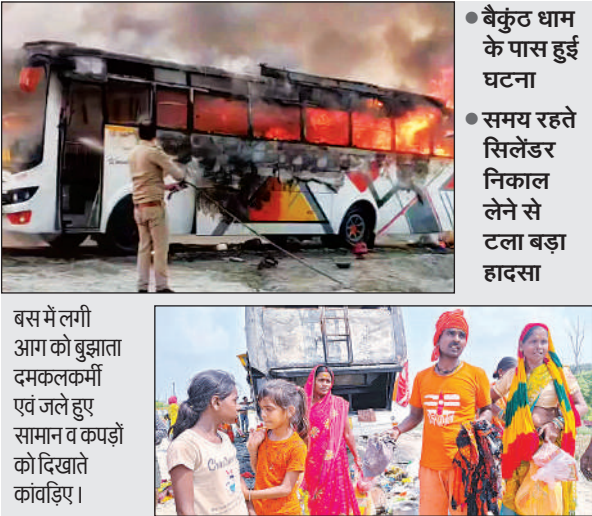 ● बैकुंठ धाम
के पास हुई
घटना
● समय रहते
सिलेंडर
निकाल
लेने से
टला बड़ा
हादसा
बस में लगी
आग को बुझाता
दमकलकर्मी
एवं जले हुए
सामान व कपड़ों
को दिखाते
कांवड़िए।